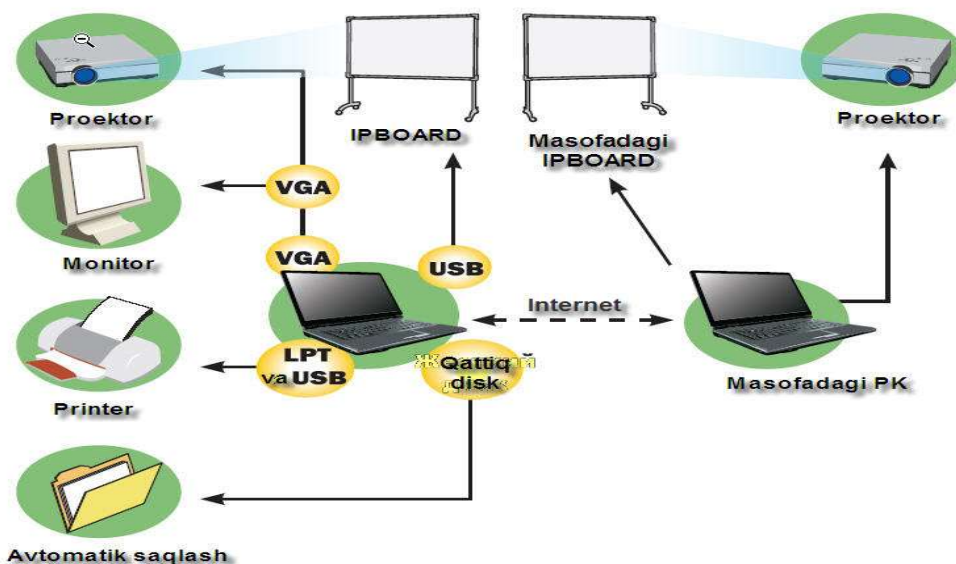 Proektor
IPBOARD
Masofadagi
IPBOARD
Proektor
VGA
Monitor
VGA
USB
Internet
LPT
va USB
Qattiq
disk
Masofadagi PK
Printer
Avtomatik saqlash